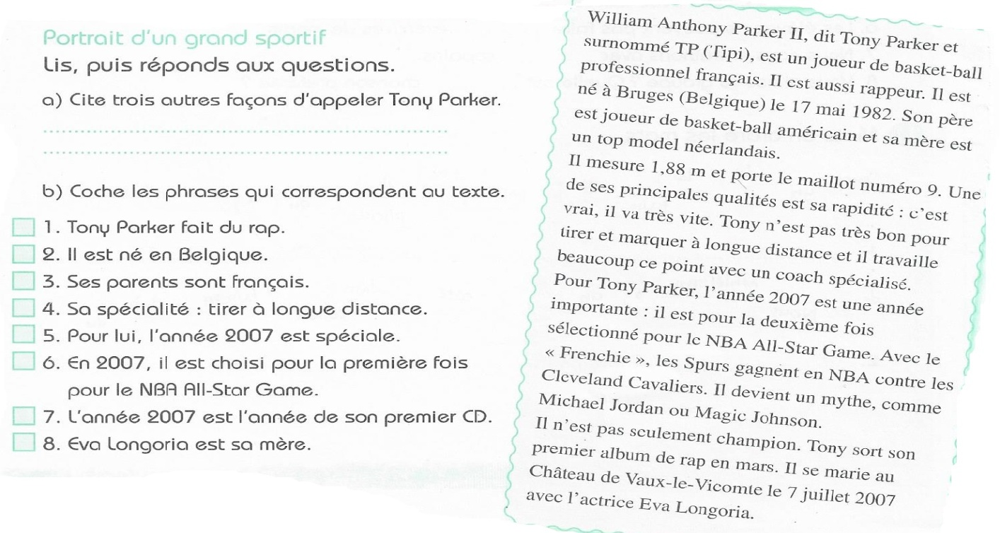 Portrait d'un grand sportif
Lis, puis réponds aux questions.
a) Cite trois autres façons d'appeler Tony Parker.
b) Coche les phrases qui correspondent au texte.
1. Tony Parker fait du rap.
2. Il est né en Belgique.
3. Ses parents sont français.
4. Sa spécialité : tirer à longue distance.
5. Pour lui, l'année 2007 est spéciale.
6. En 2007, il est choisi pour la première fois
pour le NBA All-Star Game.
7. L'année 2007 est l'année de son premier CD.
8. Eva Longoria est sa mère.
William Anthony Parker II, dit Tony Parker et
surnommé TP (Tipi), est un joueur de basket-ball
professionnel français. Il est aussi rappeur. Il est
né à Bruges (Belgique) le 17 mai 1982. Son père
est joueur de basket-ball américain et sa mère est
un top model néerlandais.
Il mesure 1,88 m et porte le maillot numéro 9. Une
de ses principales qualités est sa rapidité : c'est
vrai, il va très vite. Tony n'est pas très bon pour
tirer et marquer à longue distance et il travaille
beaucoup ce point avec un coach spécialisé.
Pour Tony Parker, l'année 2007 est une année
importante : il est pour la deuxième fois
sélectionné pour le NBA All-Star Game. Avec le
« Frenchie », les Spurs gagnent en NBA contre les
Cleveland Cavaliers. Il devient un mythe, comme
Michael Jordan ou Magic Johnson.
Il n'est pas seulement champion. Tony sort son
premier album de rap en mars. Il se marie au
Château de Vaux-le-Vicomte le 7 juillet 2007
avec l'actrice Eva Longoria.